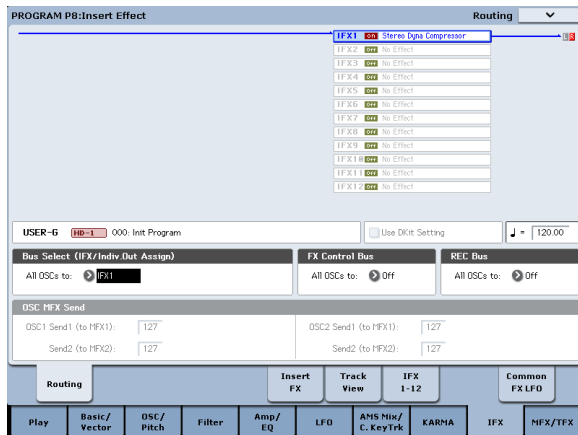 PROGRAM P8:Insert Effect Routing
IFX1 On Stereo Dyna Compressor L R
IFX2 Off No Effect
IFX3 Off No Effect
IFX4 Off No Effect
IFX5 Off No Effect
IFX6 Off No Effect
IFX7 Off No Effect
IFX8 Off No Effect
IFX9 Off No Effect
IFX10 Off No Effect
IFX11 Off No Effect
IFX12 Off No Effect
USER-G HD-1 000: Init Program Use DKit Setting ♩ = 120.00
Bus Select (IFX/Indiv.Out Assign) FX Control Bus REC Bus
All OSCs to: IFX1 All OSCs to: Off All OSCs to: Off
OSC MFX Send
OSC1 Send1 (to MFX1): 127 OSC2 Send1 (to MFX1): 127
Send2 (to MFX2): 127 Send2 (to MFX2): 127
Routing Insert FX Track View IFX 1-12 Common FX LFO
Play Basic/Vector OSC/Pitch Filter Amp/EQ LFO AMS Mix/C.KeyTrk KARMA IFX MFX/TFX